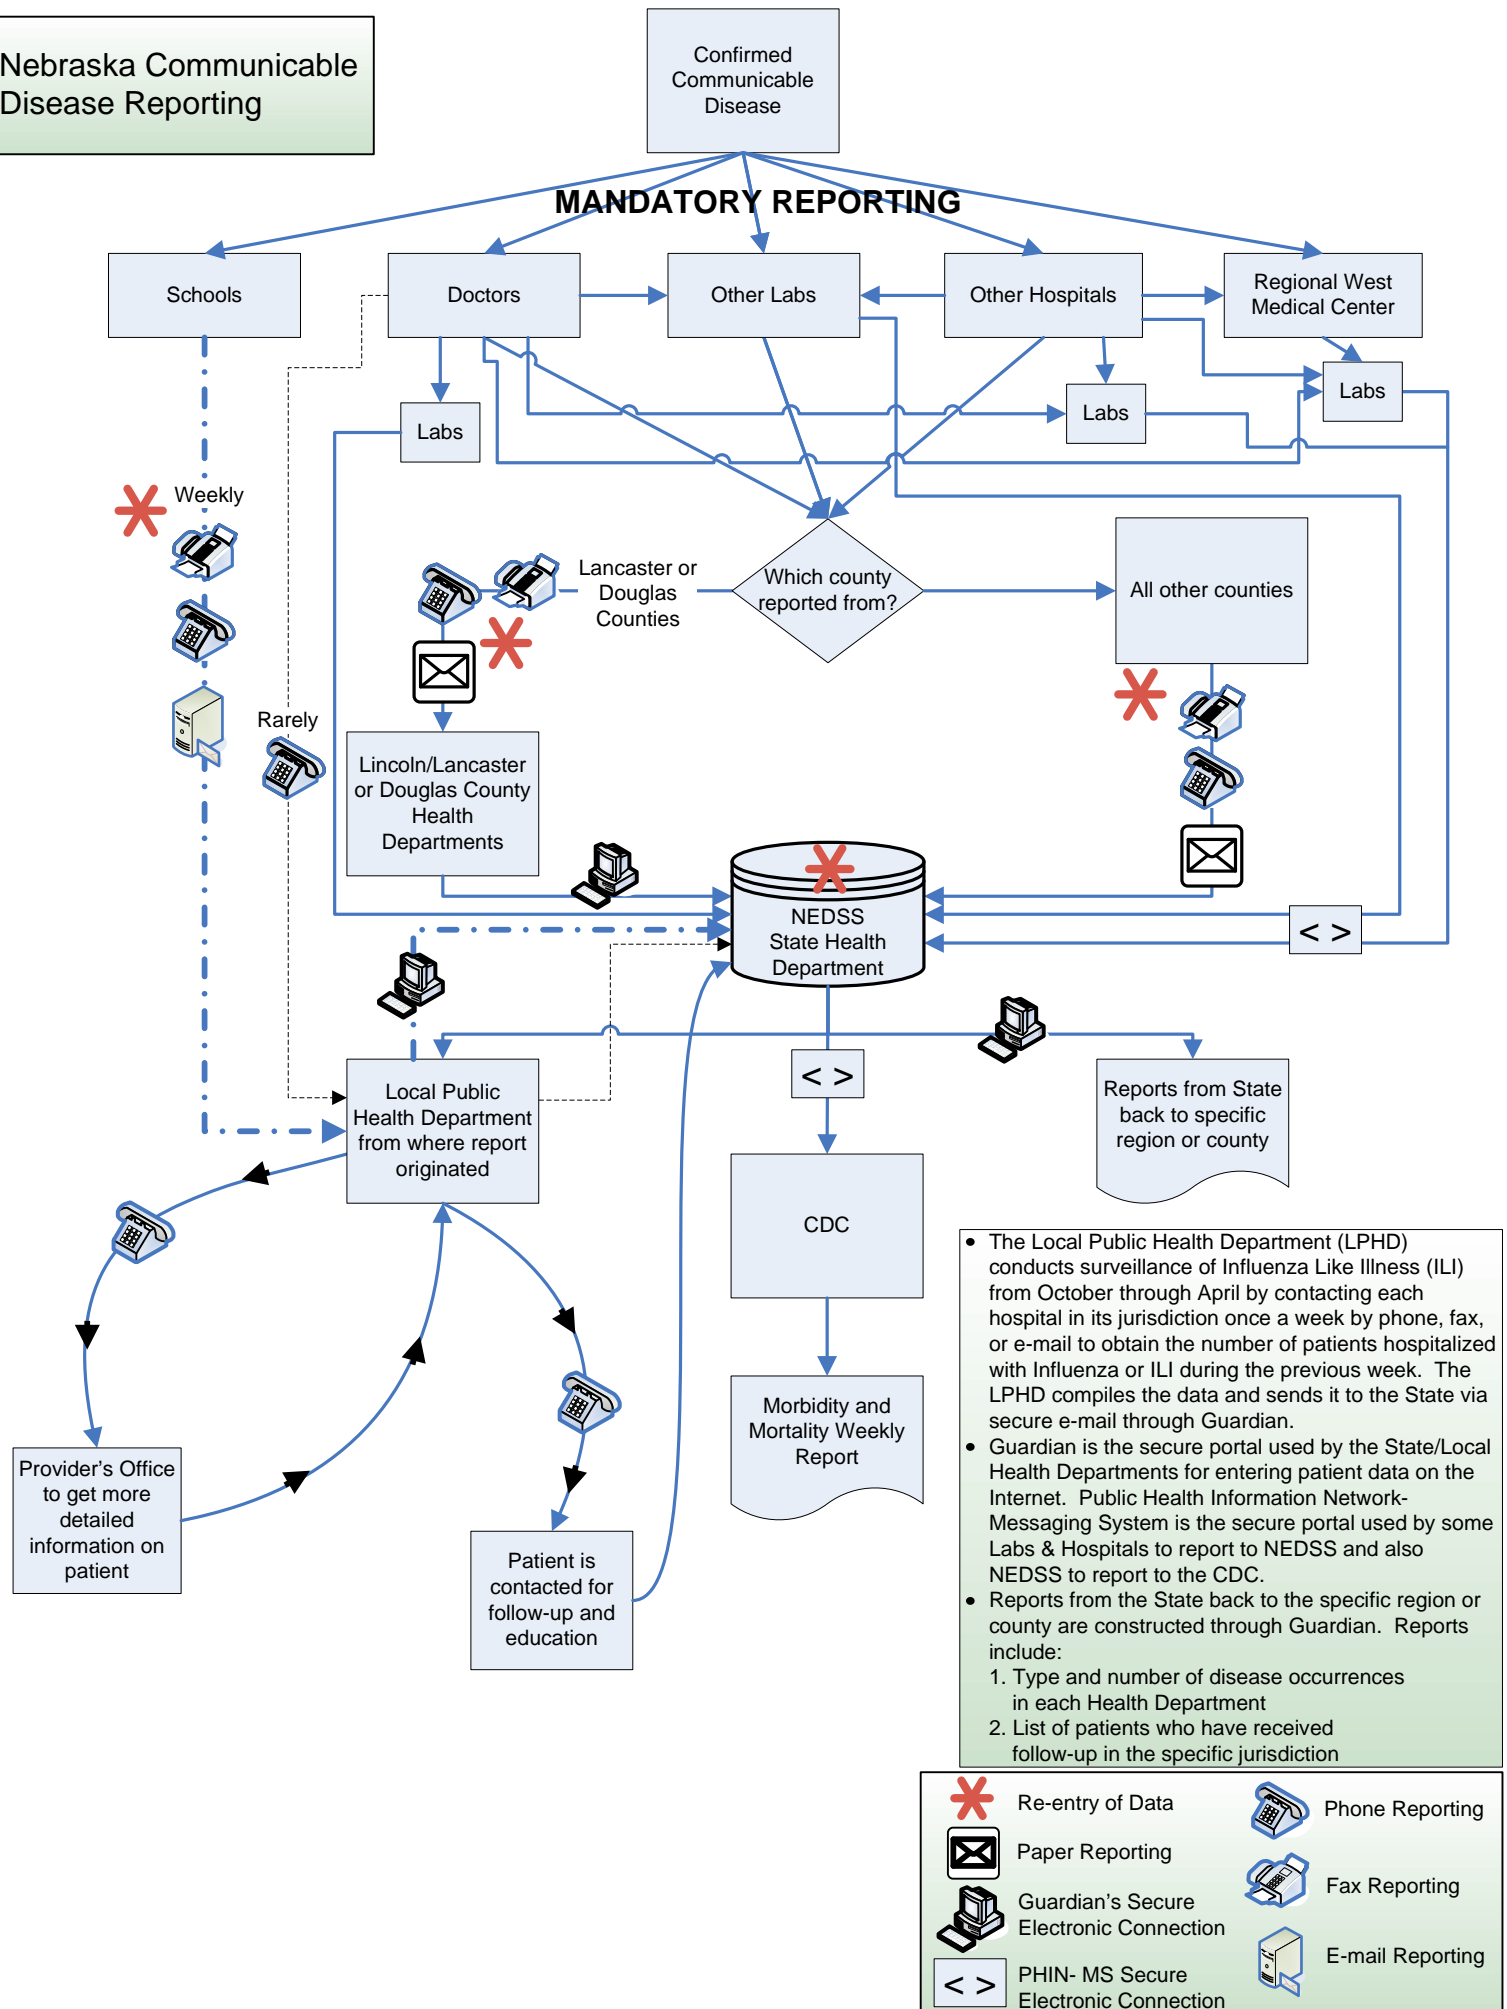 Nebraska Communicable
Disease Reporting
Confirmed
Communicable
Disease
MANDATORY REPORTING
Schools
Doctors
Other Labs
Other Hospitals
Regional West
Medical Center
Labs
Labs
Labs
Weekly
Lancaster or
Douglas
Counties
Which county
reported from?
All other counties
Rarely
Lincoln/Lancaster
or Douglas County
Health
Departments
NEDSS
State Health
Department
< >
< >
Local Public
Health Department
from where report
originated
Reports from State
back to specific
region or county
CDC
Morbidity and
Mortality Weekly
Report
Provider's Office
to get more
detailed
information on
patient
Patient is
contacted for
follow-up and
education
• The Local Public Health Department (LPHD)
conducts surveillance of Influenza Like Illness (ILI)
from October through April by contacting each
hospital in its jurisdiction once a week by phone, fax,
or e-mail to obtain the number of patients hospitalized
with Influenza or ILI during the previous week.  The
LPHD compiles the data and sends it to the State via
secure e-mail through Guardian.
• Guardian is the secure portal used by the State/Local
Health Departments for entering patient data on the
Internet.  Public Health Information Network-
Messaging System is the secure portal used by some
Labs & Hospitals to report to NEDSS and also
NEDSS to report to the CDC.
• Reports from the State back to the specific region or
county are constructed through Guardian.  Reports
include:
1. Type and number of disease occurrences
in each Health Department
2. List of patients who have received
follow-up in the specific jurisdiction
Re-entry of Data
Phone Reporting
Paper Reporting
Fax Reporting
Guardian's Secure
Electronic Connection
E-mail Reporting
< >
PHIN- MS Secure
Electronic Connection